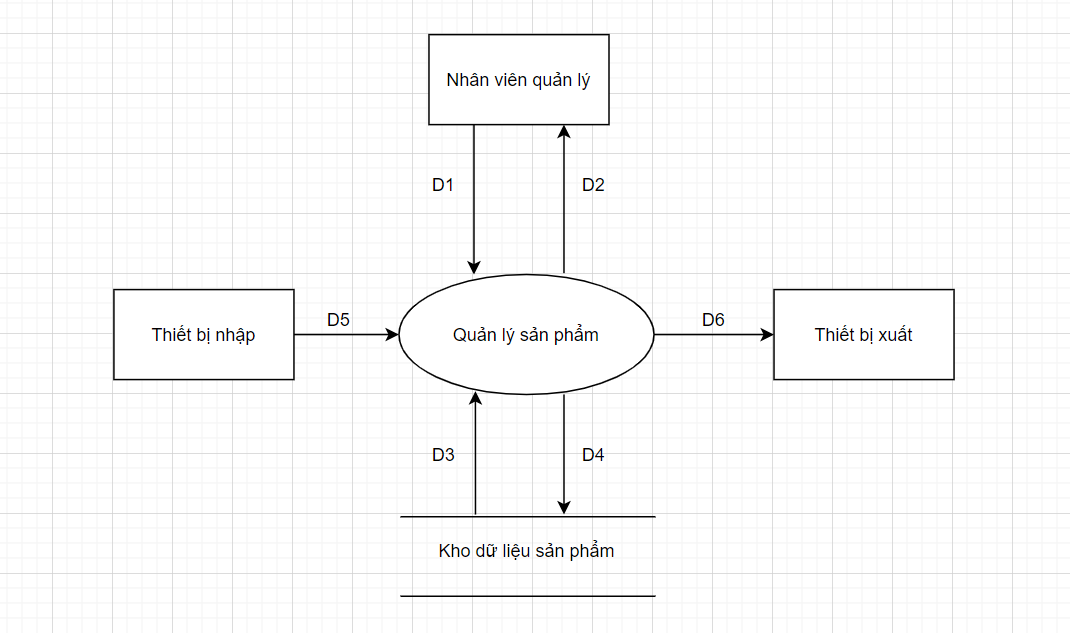 Nhân viên quản lý
D1
D2
Thiết bị nhập
D5
Quản lý sản phẩm
D6
Thiết bị xuất
D3
D4
Kho dữ liệu sản phẩm